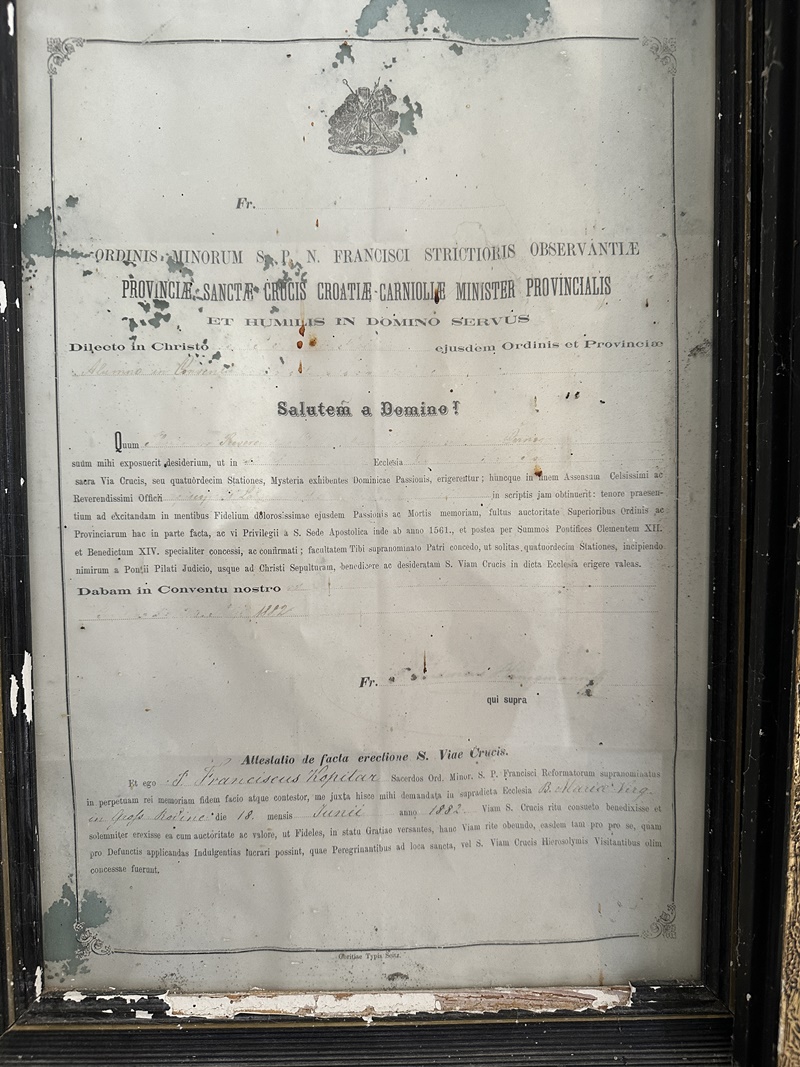 Fr.
ORDINIS MINORUM S. P. N. FRANCISCI STRICTIORIS OBSERVANTIÆ
PROVINCIÆ SANCTÆ CRUCIS CROATIÆ-CARNIOLIÆ MINISTER PROVINCIALIS
ET HUMILIS IN DOMINO SERVUS
Dilecto in Christo ejusdem Ordinis et Provinciæ
Alumno in Conventu
Salutem a Domino!
Quum
suum mihi exposuerit desiderium, ut in Ecclesia
sacra Via Crucis, seu quatuordecim Stationes, Mysteria exhibentes Dominicae Passionis, erigerentur; huncque in finem Assensum Celsissimi ac
Reverendissimi Officii in scriptis jam obtinuerit: tenore praesen-
tium ad excitandam in mentibus Fidelium dolorosissimae ejusdem Passionis ac Mortis memoriam, fultus auctoritate Superioribus Ordinis ac
Provinciarum hac in parte facta, ac vi Privilegii a S. Sede Apostolica inde ab anno 1561., et postea per Summos Pontifices Clementem XII.
et Benedictum XIV. specialiter concessi, ac confirmati; facultatem Tibi supranominato Patri concedo, ut solitas quatuordecim Stationes, incipiendo
nimirum a Pontii Pilati Judicio, usque ad Christi Sepulturam, benedicere ac desideratam S. Viam Crucis in dicta Ecclesia erigere valeas.
Dabam in Conventu nostro
1882
Fr.
qui supra
Attestatio de facta erectione S. Viae Crucis.
Et ego F. Franciscus Kopitar Sacerdos Ord. Minor. S. P. Francisci Reformatorum supranominatus
in perpetuam rei memoriam fidem facio atque contestor, me juxta hisce mihi demandata in supradicta Ecclesia B. Mariae Virg.
in Groß die 18. mensis Junii anno 1882. Viam S. Crucis ritu consueto benedixisse et
solemniter erexisse ea cum auctoritate ac valore, ut Fideles, in statu Gratiae versantes, hanc Viam rite obeundo, easdem tam pro se, quam
pro Defunctis applicandas Indulgentias lucrari possint, quae Peregrinantibus ad loca sancta, vel S. Viam Crucis Hierosolymis Visitantibus olim
concessae fuerunt.
Typis Seitz.